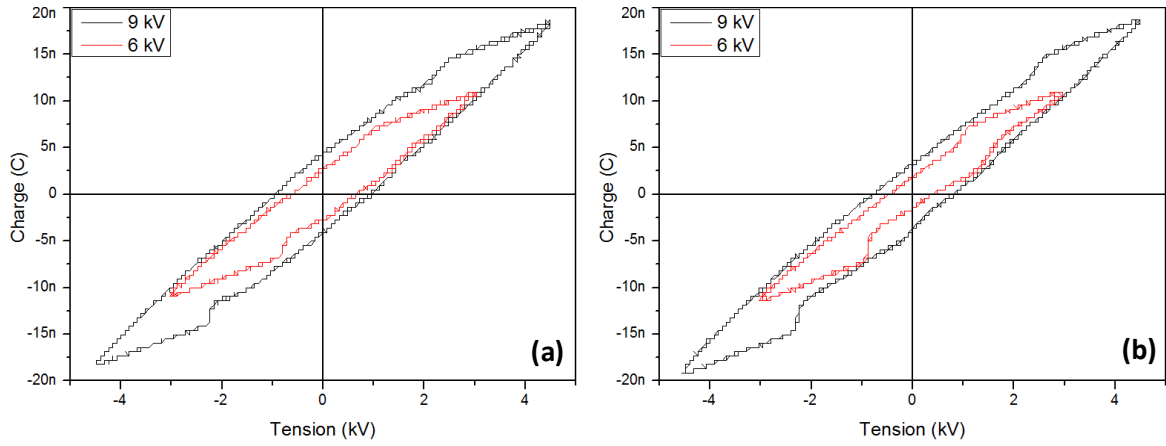 20n
15n
10n
5n
0
-5n
-10n
-15n
-20n
Charge (C)
9 kV
6 kV
(a)
-4
-2
0
2
4
Tension (kV)
20n
15n
10n
5n
0
-5n
-10n
-15n
-20n
Charge (C)
9 kV
6 kV
(b)
-4
-2
0
2
4
Tension (kV)